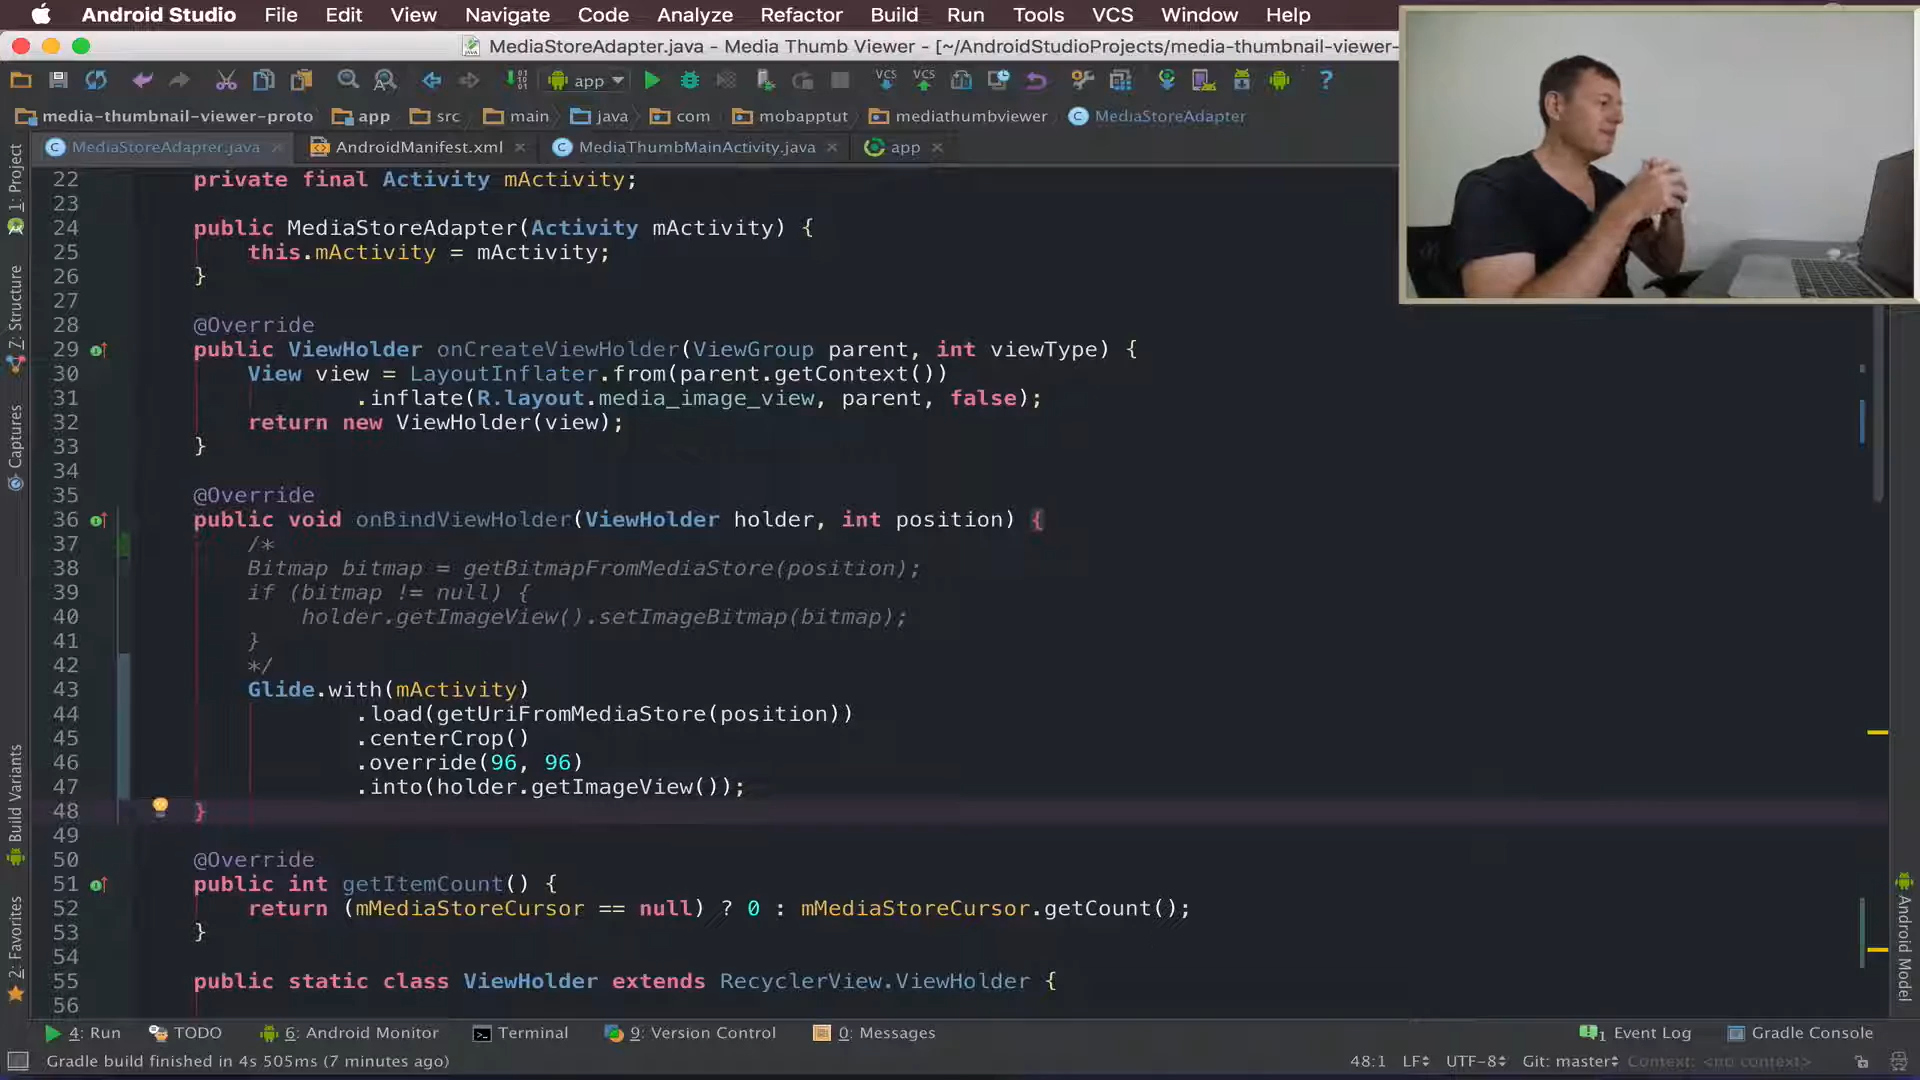 Android Studio File Edit View Navigate Code Analyze Refactor Build Run Tools VCS Window Help
MediaStoreAdapter.java - Media Thumb Viewer - [~/AndroidStudioProjects/media-thumbnail-viewer-
app VCS VCS ?
media-thumbnail-viewer-proto app src main java com mobapptut mediathumbviewer MediaStoreAdapter
MediaStoreAdapter.java AndroidManifest.xml MediaThumbMainActivity.java app
1: Project
7: Structure
Captures
Build Variants
2: Favorites
22 private final Activity mActivity;
23
24 public MediaStoreAdapter(Activity mActivity) {
25 this.mActivity = mActivity;
26 }
27
28 @Override
29 public ViewHolder onCreateViewHolder(ViewGroup parent, int viewType) {
30 View view = LayoutInflater.from(parent.getContext())
31 .inflate(R.layout.media_image_view, parent, false);
32 return new ViewHolder(view);
33 }
34
35 @Override
36 public void onBindViewHolder(ViewHolder holder, int position) {
37 /*
38 Bitmap bitmap = getBitmapFromMediaStore(position);
39 if (bitmap != null) {
40 holder.getImageView().setImageBitmap(bitmap);
41 }
42 */
43 Glide.with(mActivity)
44 .load(getUriFromMediaStore(position))
45 .centerCrop()
46 .override(96, 96)
47 .into(holder.getImageView());
48 }
49
50 @Override
51 public int getItemCount() {
52 return (mMediaStoreCursor == null) ? 0 : mMediaStoreCursor.getCount();
53 }
54
55 public static class ViewHolder extends RecyclerView.ViewHolder {
56
Android Model
4: Run TODO 6: Android Monitor Terminal 9: Version Control 0: Messages 1 Event Log Gradle Console
Gradle build finished in 4s 505ms (7 minutes ago) 48:1 LF UTF-8 Git: master Context: <no context>